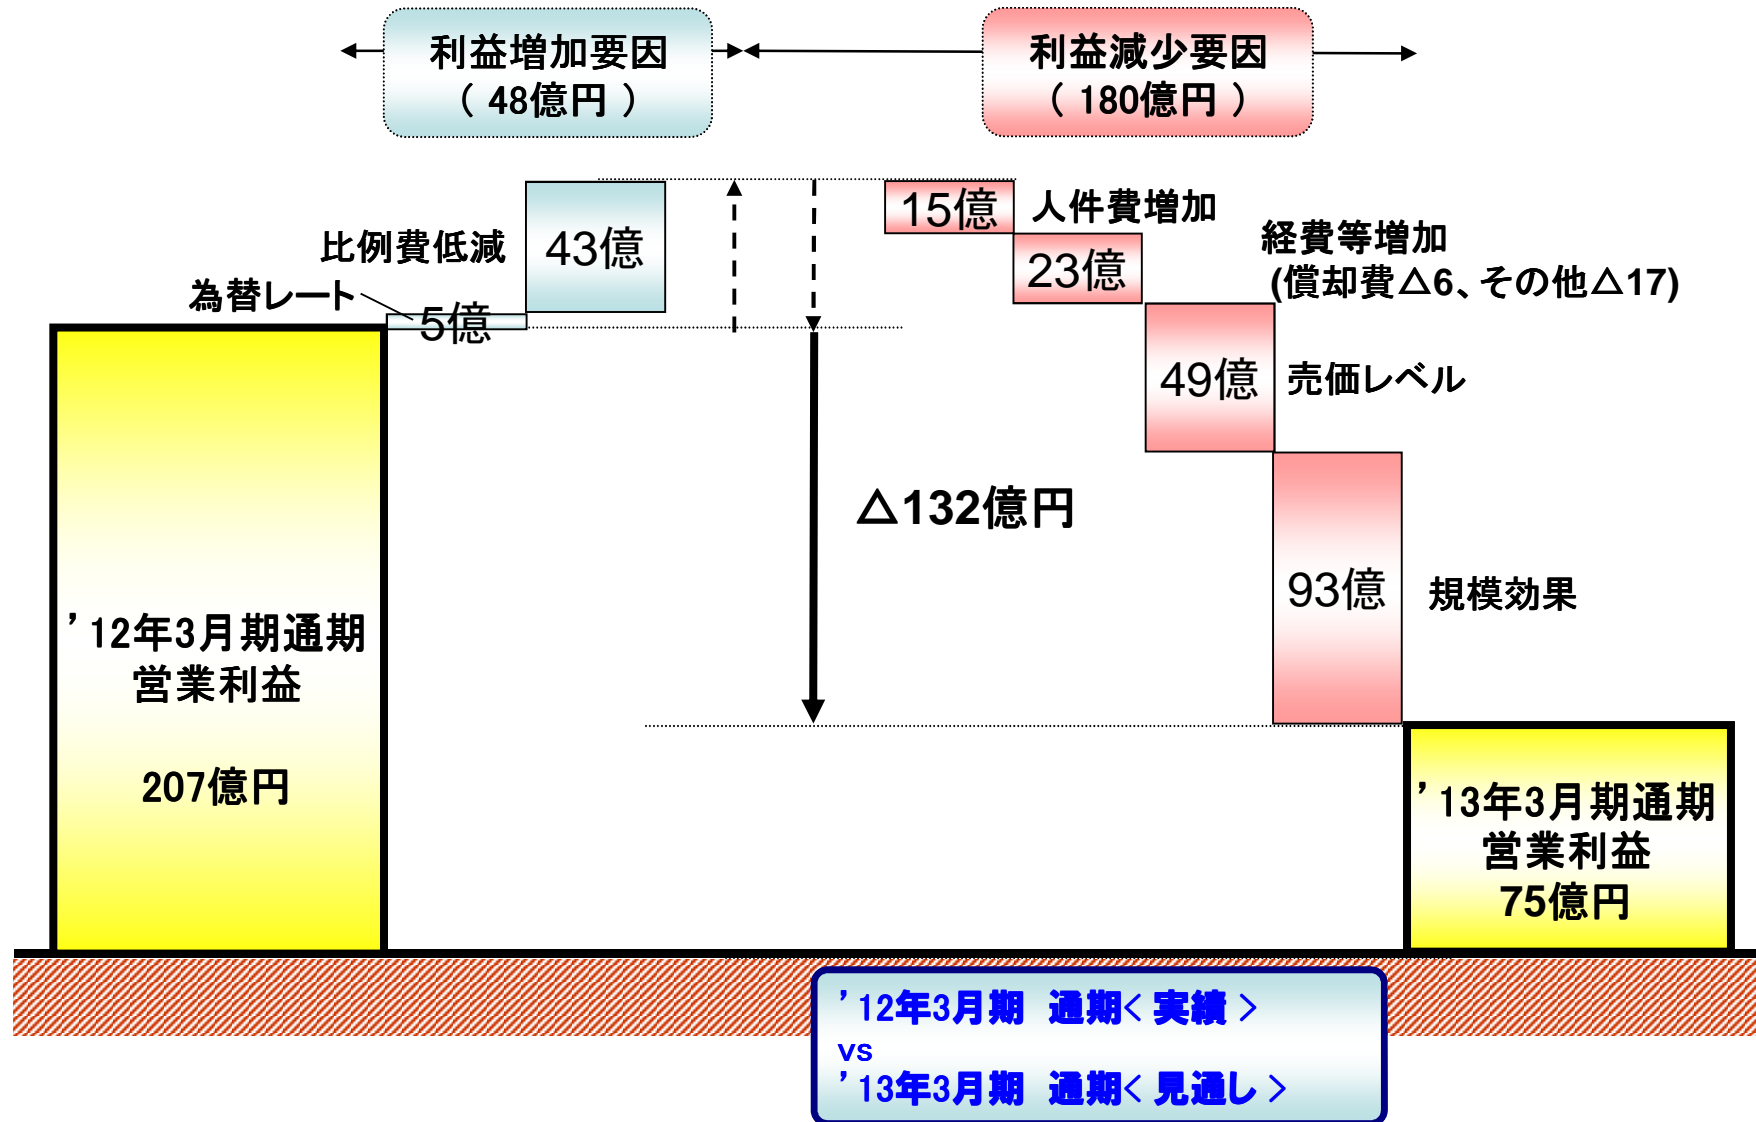 利益増加要因
（ 48億円 ）
利益減少要因
（ 180億円 ）
15億
人件費増加
比例費低減
43億
23億
経費等増加
(償却費△6、その他△17)
為替レート
5億
49億
売価レベル
△132億円
93億
規模効果
’12年3月期通期
営業利益
207億円
’13年3月期通期
営業利益
75億円
’12年3月期 通期＜実績＞
vs
’13年3月期 通期＜見通し＞